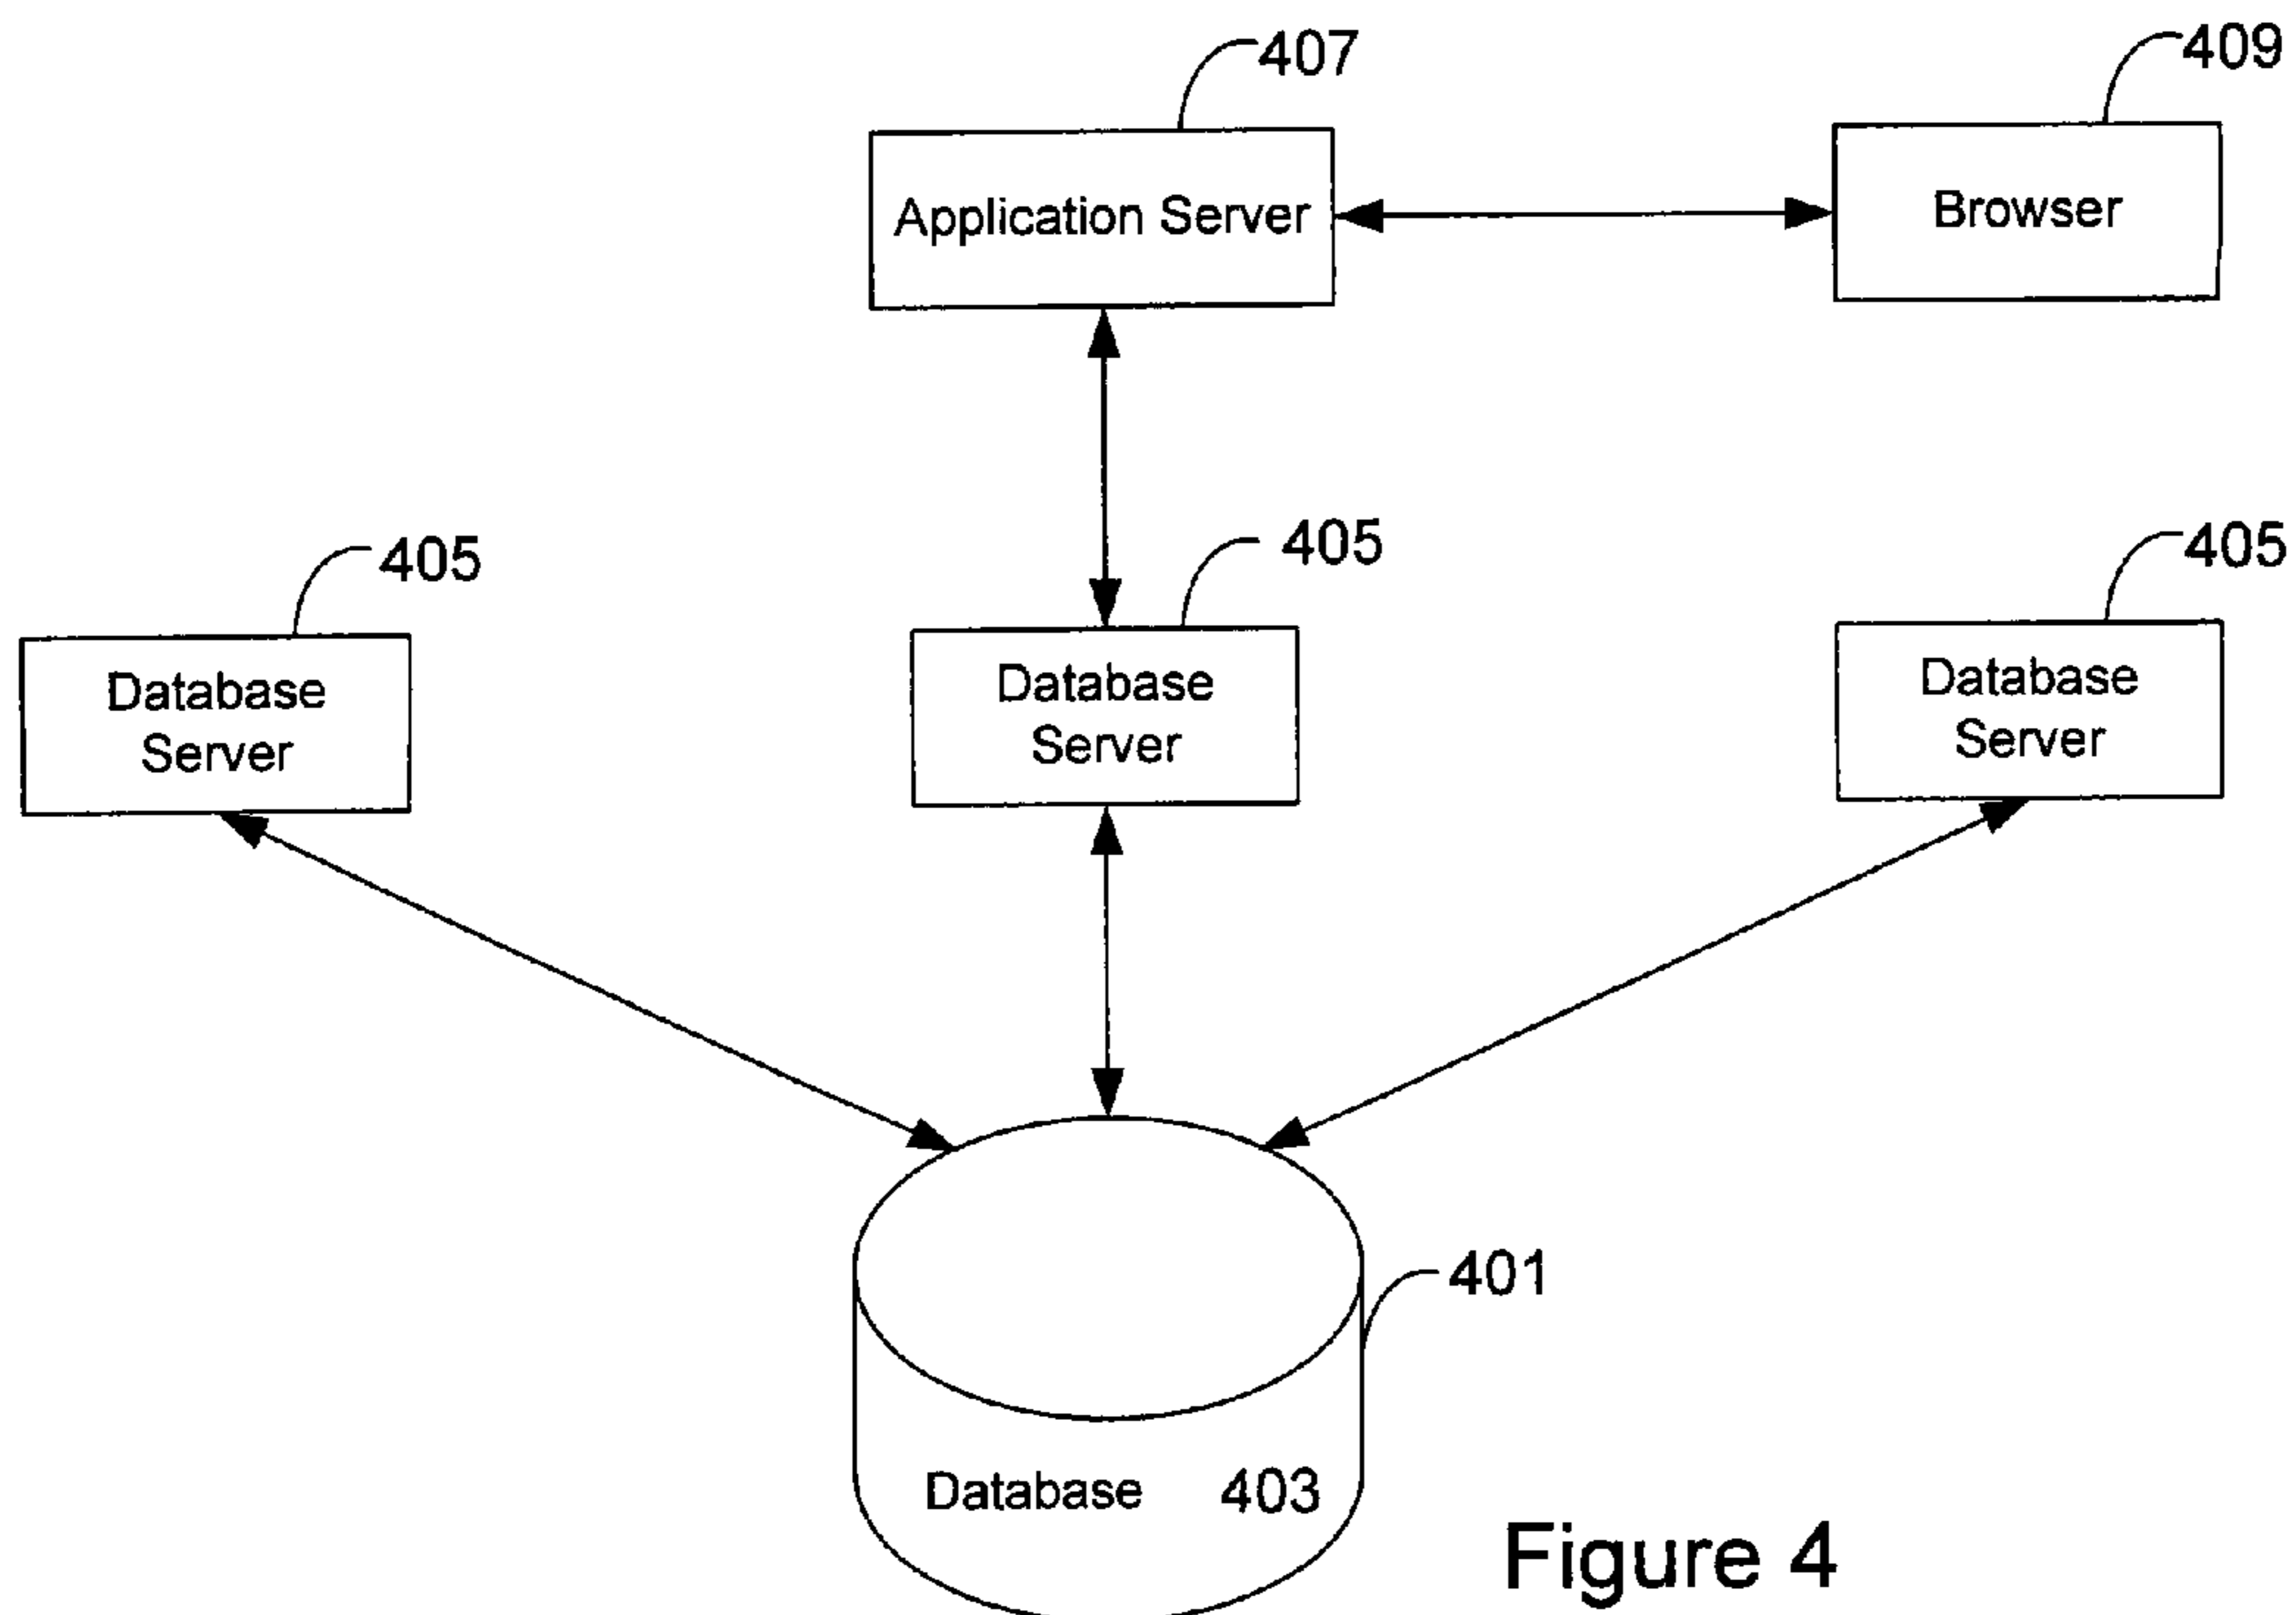 407
409
Application Server
Browser
405
405
405
Database
Server
Database
Server
Database
Server
401
Database 403
Figure 4